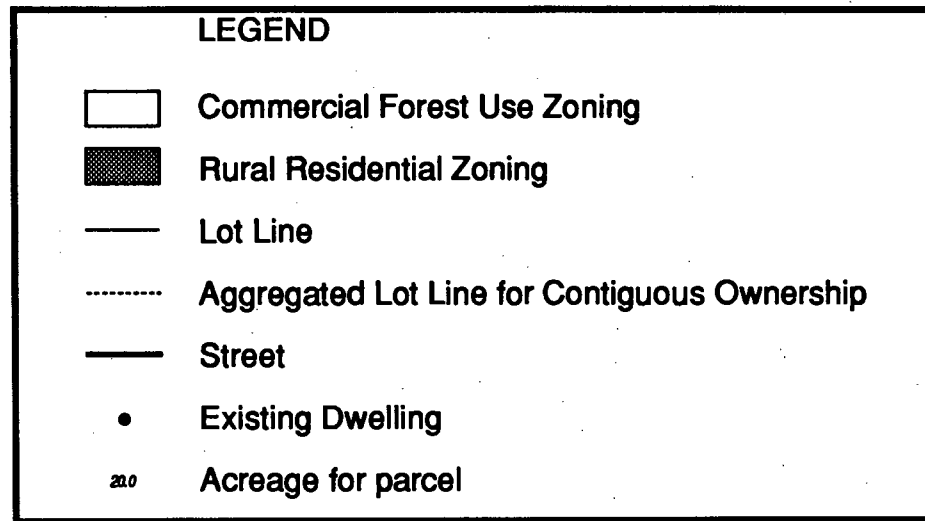 LEGEND
Commercial Forest Use Zoning
Rural Residential Zoning
Lot Line
Aggregated Lot Line for Contiguous Ownership
Street
Existing Dwelling
20.0 Acreage for parcel